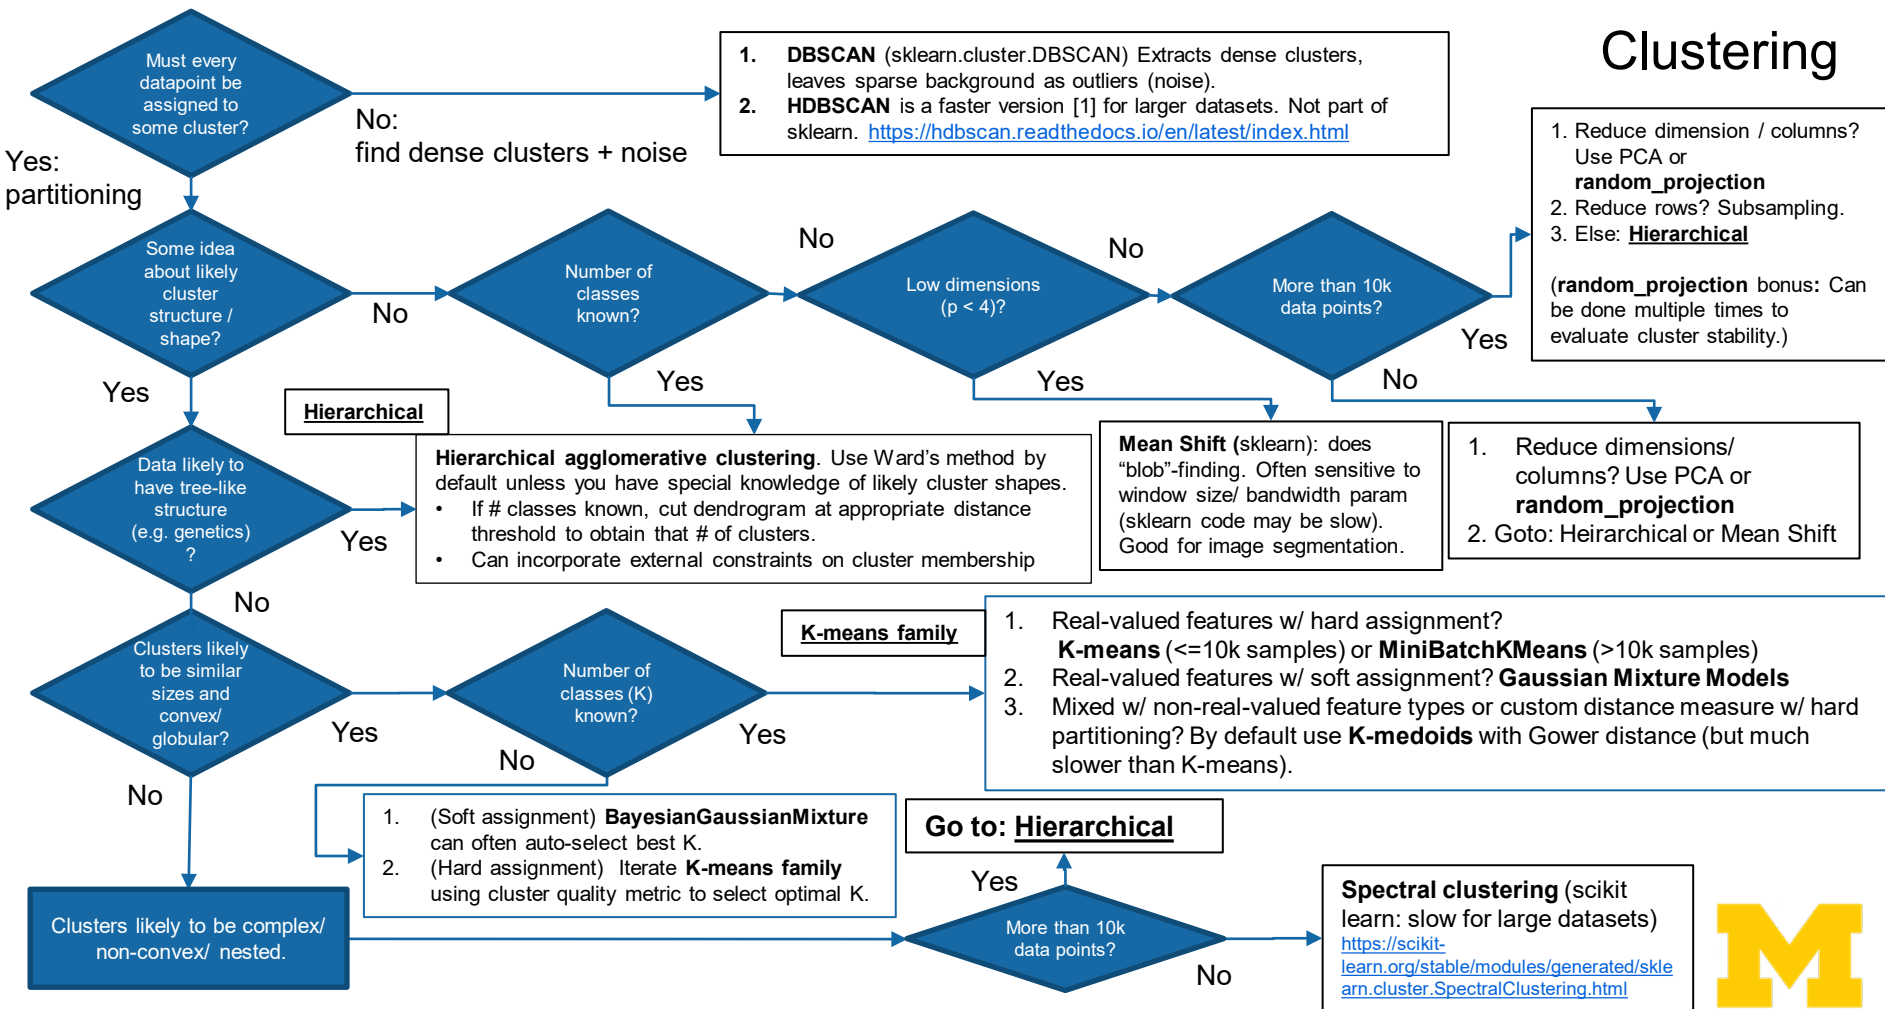 Clustering
Must every
datapoint be
assigned to
some cluster?
No:
find dense clusters + noise
Yes:
partitioning
1. DBSCAN (sklearn.cluster.DBSCAN) Extracts dense clusters,
leaves sparse background as outliers (noise).
2. HDBSCAN is a faster version [1] for larger datasets. Not part of
sklearn. https://hdbscan.readthedocs.io/en/latest/index.html
1. Reduce dimension / columns?
Use PCA or
random_projection
2. Reduce rows? Subsampling.
3. Else: Hierarchical
(random_projection bonus: Can
be done multiple times to
evaluate cluster stability.)
Some idea
about likely
cluster
structure /
shape?
No
Number of
classes
known?
No
Low dimensions
(p < 4)?
No
More than 10k
data points?
Yes
Yes
Yes
Yes
No
Hierarchical
Data likely to
have tree-like
structure
(e.g. genetics)
?
Yes
Hierarchical agglomerative clustering. Use Ward's method by
default unless you have special knowledge of likely cluster shapes.
• If # classes known, cut dendrogram at appropriate distance
threshold to obtain that # of clusters.
• Can incorporate external constraints on cluster membership
Mean Shift (sklearn): does
“blob”-finding. Often sensitive to
window size/ bandwidth param
(sklearn code may be slow).
Good for image segmentation.
1. Reduce dimensions/
columns? Use PCA or
random_projection
2. Goto: Heirarchical or Mean Shift
No
Clusters likely
to be similar
sizes and
convex/
globular?
Yes
Number of
classes (K)
known?
Yes
K-means family
1. Real-valued features w/ hard assignment?
K-means (<=10k samples) or MiniBatchKMeans (>10k samples)
2. Real-valued features w/ soft assignment? Gaussian Mixture Models
3. Mixed w/ non-real-valued feature types or custom distance measure w/ hard
partitioning? By default use K-medoids with Gower distance (but much
slower than K-means).
No
No
1. (Soft assignment) BayesianGaussianMixture
can often auto-select best K.
2. (Hard assignment) Iterate K-means family
using cluster quality metric to select optimal K.
Go to: Hierarchical
Yes
Clusters likely to be complex/
non-convex/ nested.
More than 10k
data points?
No
Spectral clustering (scikit
learn: slow for large datasets)
https://scikit-
learn.org/stable/modules/generated/skle
arn.cluster.SpectralClustering.html
M